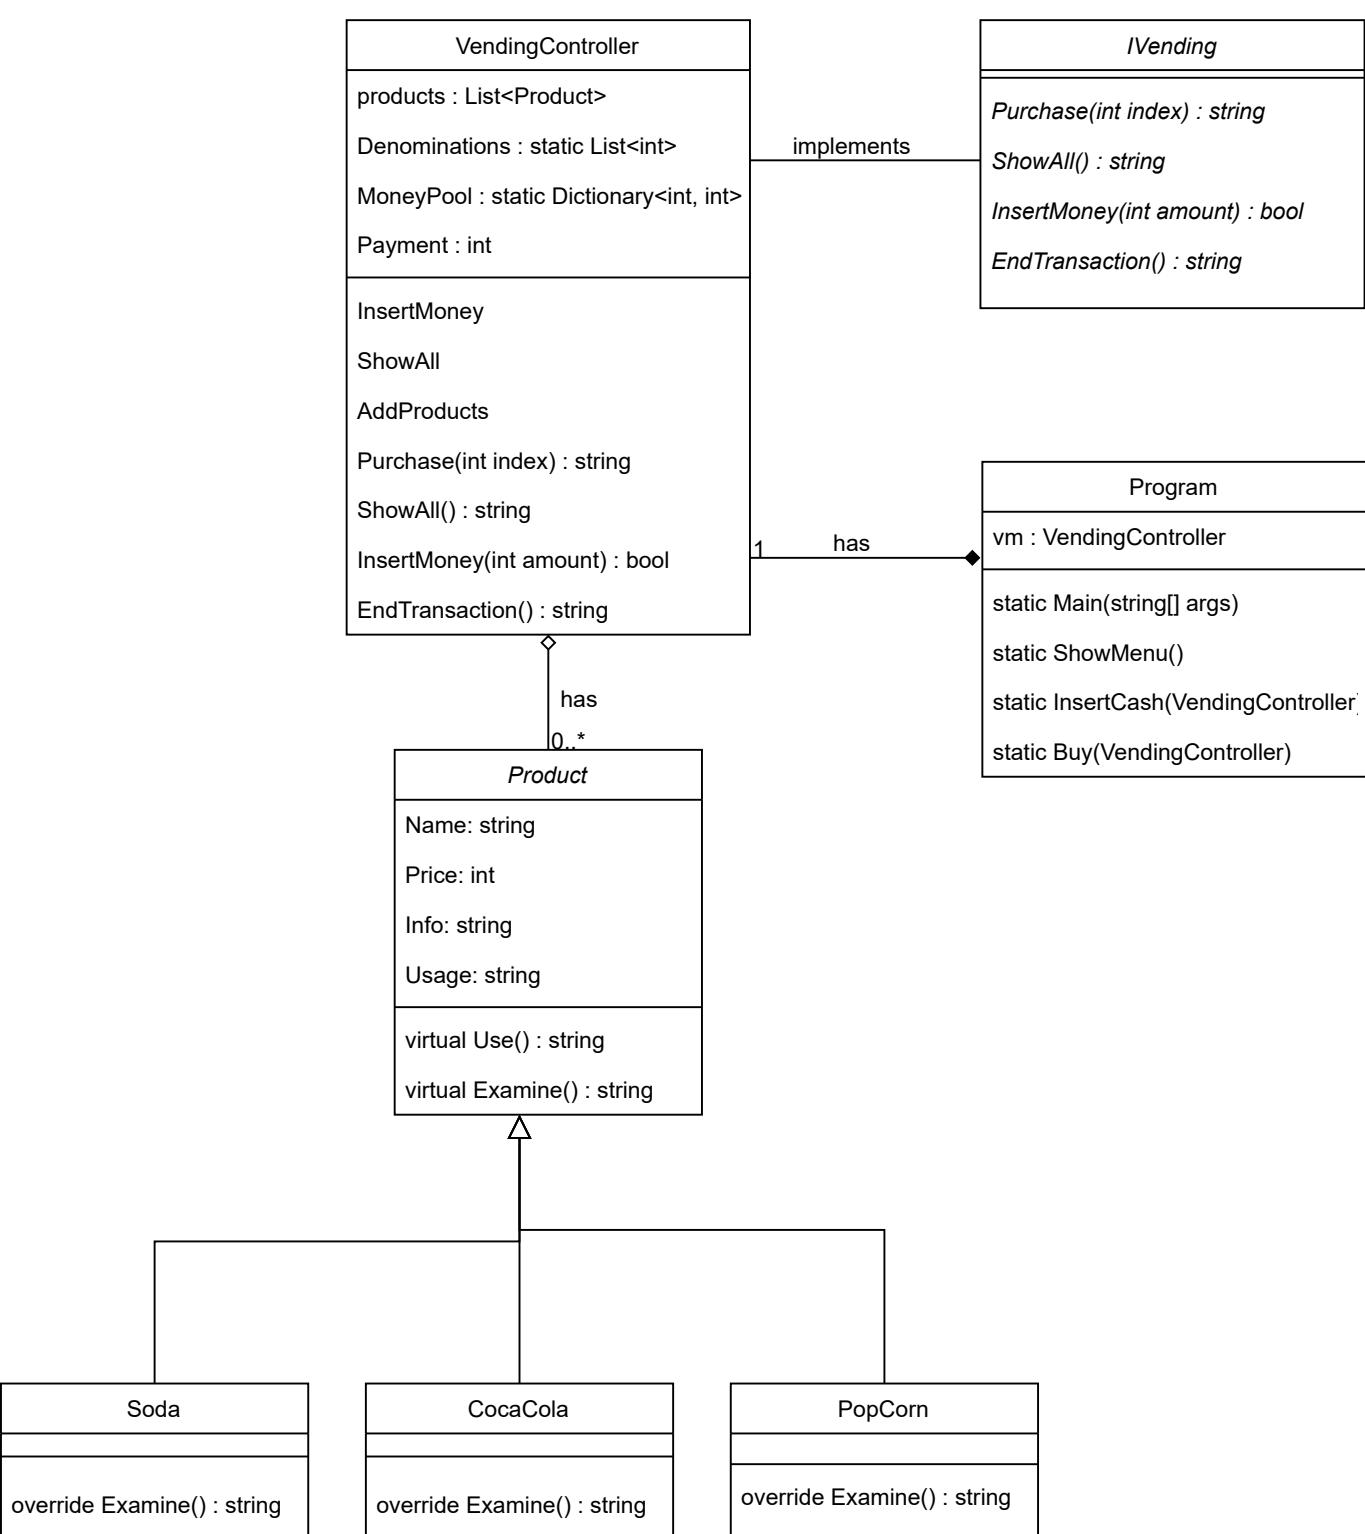 VendingController
products : List<Product>
Denominations : static List<int>
MoneyPool : static Dictionary<int, int>
Payment : int
InsertMoney
ShowAll
AddProducts
Purchase(int index) : string
ShowAll() : string
InsertMoney(int amount) : bool
EndTransaction() : string
implements
IVending
Purchase(int index) : string
ShowAll() : string
InsertMoney(int amount) : bool
EndTransaction() : string
1
has
Program
vm : VendingController
static Main(string[] args)
static ShowMenu()
static InsertCash(VendingController)
static Buy(VendingController)
has
0..*
Product
Name: string
Price: int
Info: string
Usage: string
virtual Use() : string
virtual Examine() : string
Soda
override Examine() : string
CocaCola
override Examine() : string
PopCorn
override Examine() : string